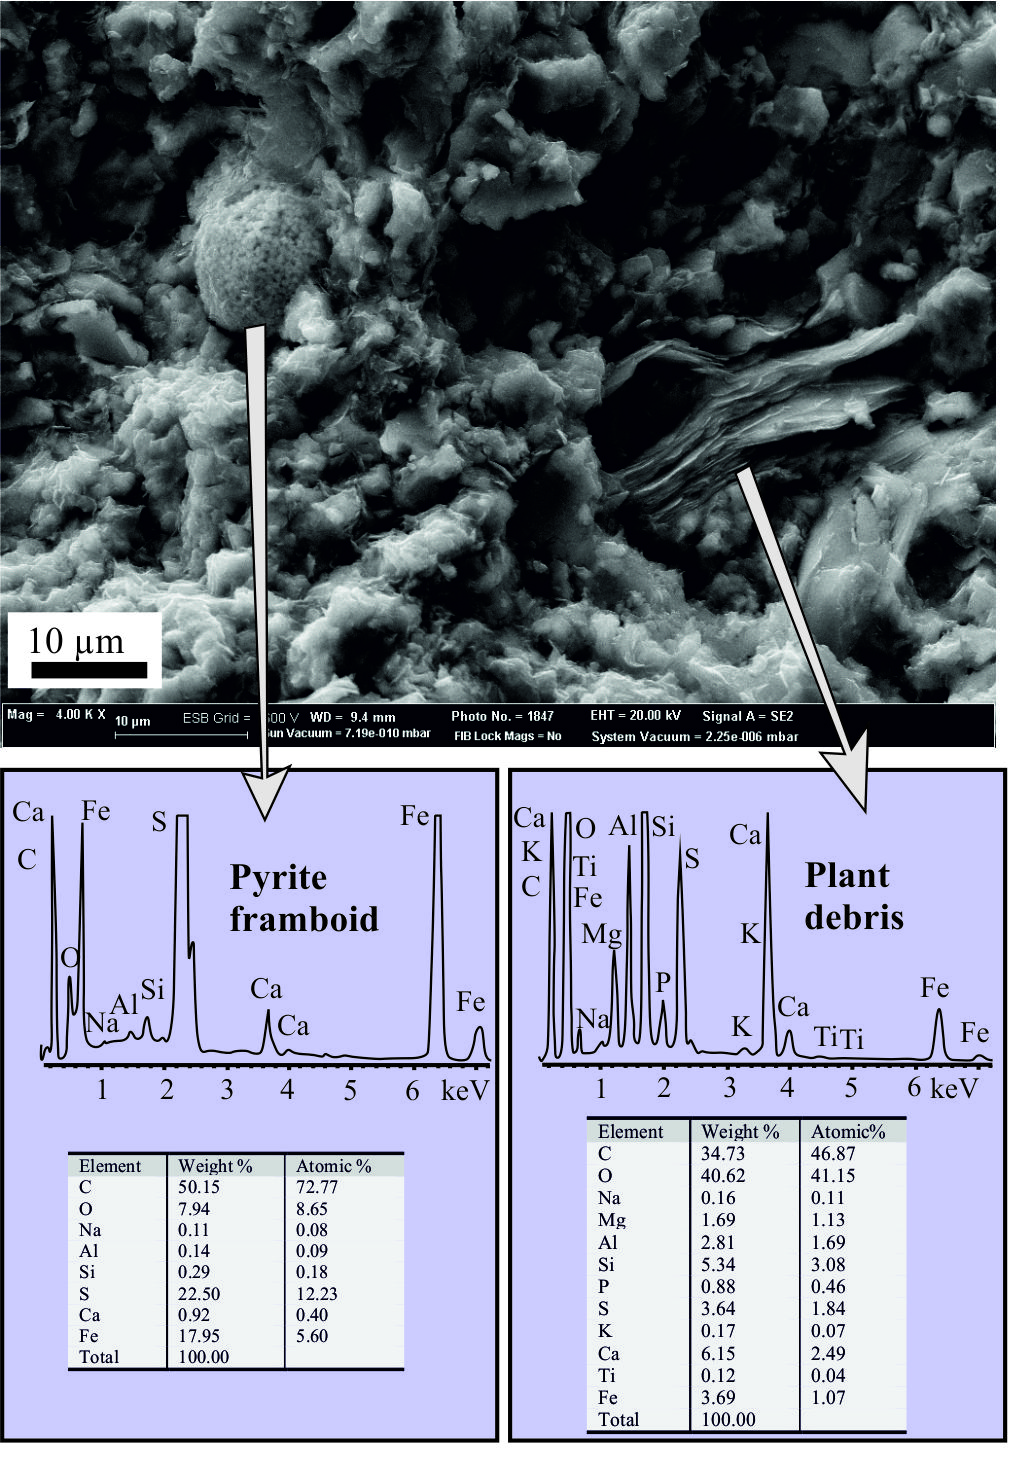 10 µm
Mag = 4.00 K X
10 µm
ESB Grid = 500 V WD = 9.4 mm
Gun Vacuum = 7.19e-010 mbar
Photo No. = 1847
FIB Lock Mags = No
EHT = 20.00 kV Signal A = SE2
System Vacuum = 2.25e-006 mbar
Ca
C
O
Fe
Na
Al
Si
S
Ca
Ca
Fe
Fe
Pyrite
framboid
1 2 3 4 5 6 keV
Element Weight % Atomic %
C 50.15 72.77
O 7.94 8.65
Na 0.11 0.08
Al 0.14 0.09
Si 0.29 0.18
S 22.50 12.23
Ca 0.92 0.40
Fe 17.95 5.60
Total 100.00
Ca
K
C
O
Ti
Fe
Na
Mg
Al
Si
P
S
K
Ca
K
Ca
Ti
Ti
Fe
Fe
Plant
debris
1 2 3 4 5 6 keV
Element Weight % Atomic%
C 34.73 46.87
O 40.62 41.15
Na 0.16 0.11
Mg 1.69 1.13
Al 2.81 1.69
Si 5.34 3.08
P 0.88 0.46
S 3.64 1.84
K 0.17 0.07
Ca 6.15 2.49
Ti 0.12 0.04
Fe 3.69 1.07
Total 100.00